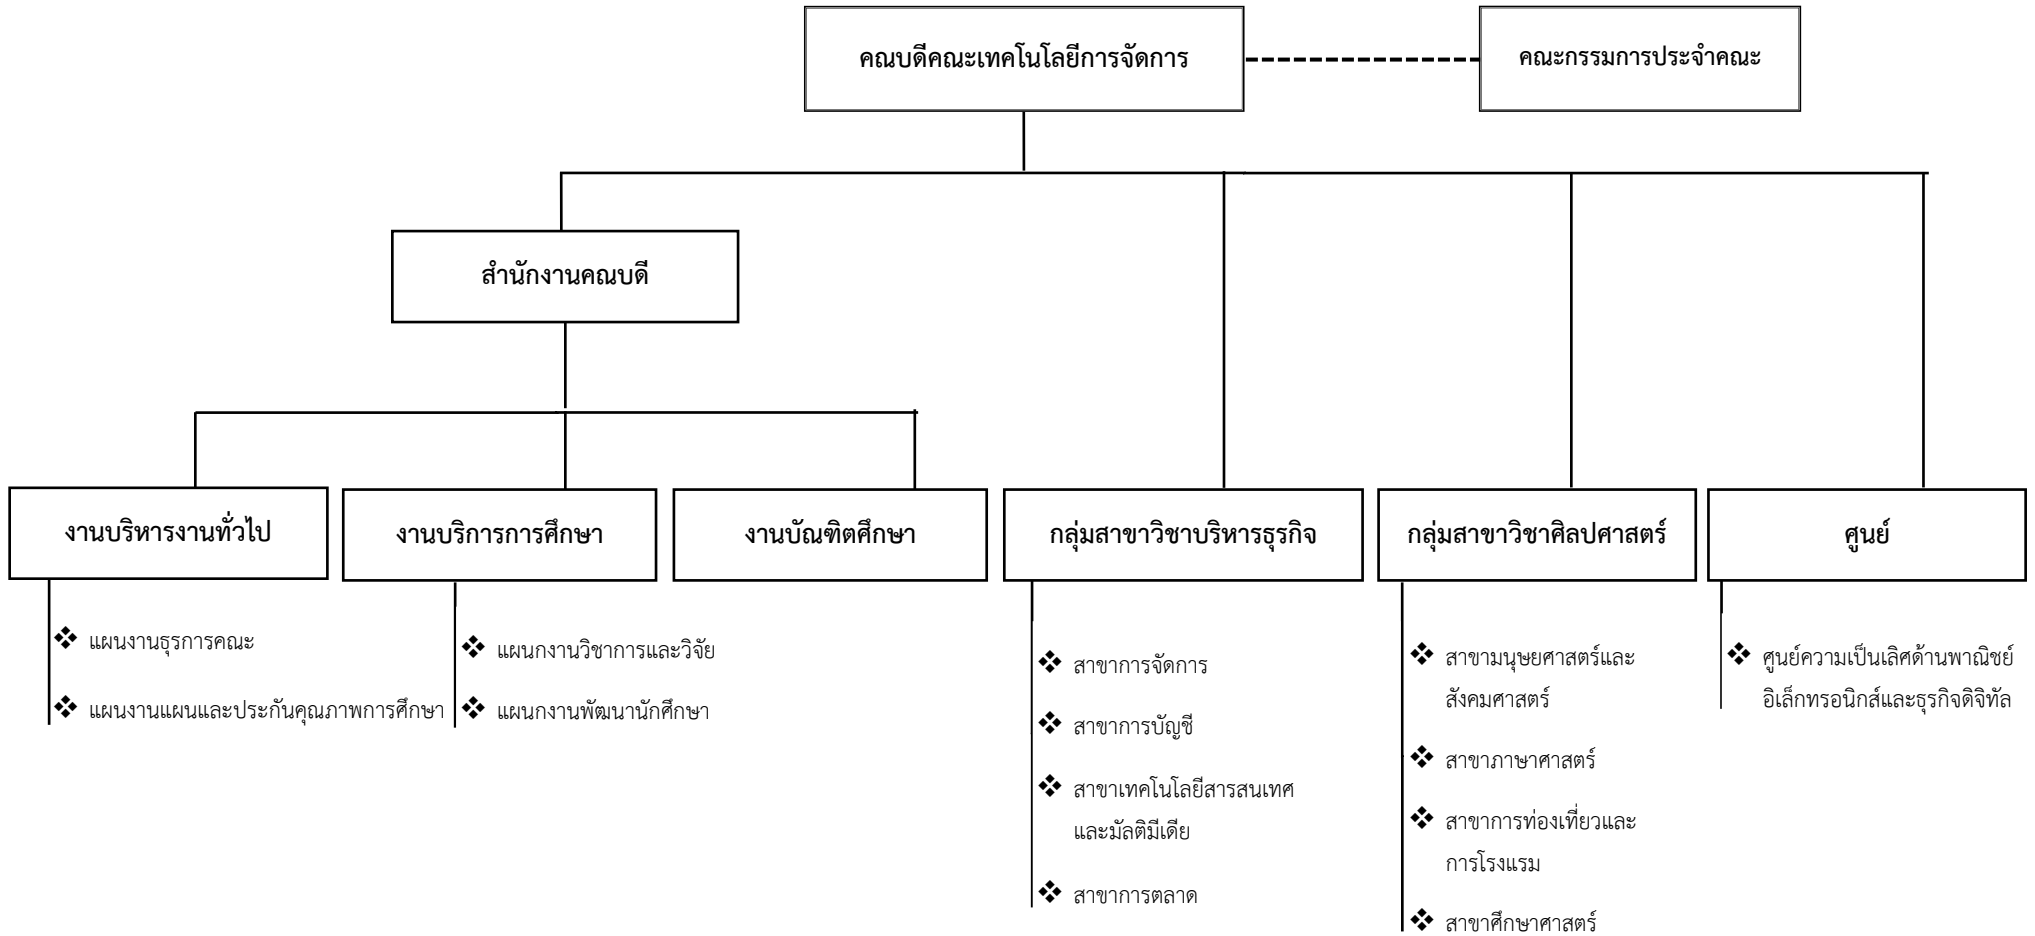 คณบดีคณะเทคโนโลยีการจัดการ
คณะกรรมการประจำคณะ
สำนักงานคณบดี
งานบริหารงานทั่วไป
งานบริการการศึกษา
งานบัณฑิตศึกษา
กลุ่มสาขาวิชาบริหารธุรกิจ
กลุ่มสาขาวิชาศิลปศาสตร์
ศูนย์
❖ แผนงานธุรการคณะ
❖ แผนงานแผนและประกันคุณภาพการศึกษา
❖ แผนกงานวิชาการและวิจัย
❖ แผนกงานพัฒนานักศึกษา
❖ สาขาการจัดการ
❖ สาขาการบัญชี
❖ สาขาเทคโนโลยีสารสนเทศ
และมัลติมีเดีย
❖ สาขาการตลาด
❖ สาขามนุษยศาสตร์และ
สังคมศาสตร์
❖ สาขาภาษาศาสตร์
❖ สาขาการท่องเที่ยวและ
การโรงแรม
❖ สาขาศึกษาศาสตร์
❖ ศูนย์ความเป็นเลิศด้านพาณิชย์
อิเล็กทรอนิกส์และธุรกิจดิจิทัล